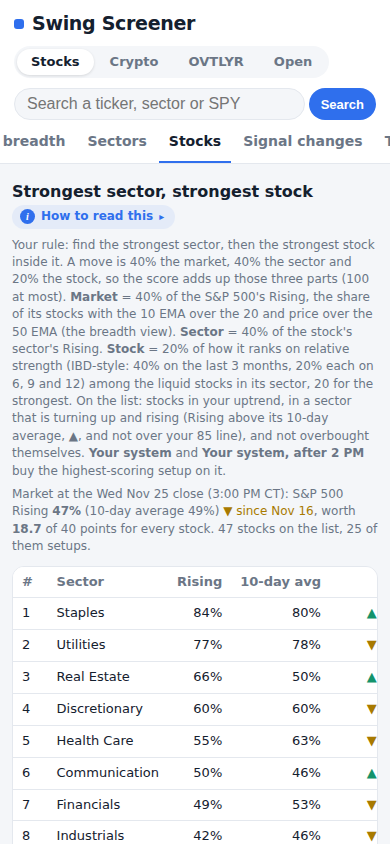 Swing Screener
Stocks Crypto OVTLYR Open
Search a ticker, sector or SPY Search
breadth Sectors Stocks Signal changes
Strongest sector, strongest stock
i How to read this ▸
Your rule: find the strongest sector, then the strongest stock
inside it. A move is 40% the market, 40% the sector and
20% the stock, so the score adds up those three parts (100
at most). Market = 40% of the S&P 500's Rising, the share
of its stocks with the 10 EMA over the 20 and price over the
50 EMA (the breadth view). Sector = 40% of the stock's
sector's Rising. Stock = 20% of how it ranks on relative
strength (IBD-style: 40% on the last 3 months, 20% each on
6, 9 and 12) among the liquid stocks in its sector, 20 for the
strongest. On the list: stocks in your uptrend, in a sector
that is turning up and rising (Rising above its 10-day
average, ▲, and not over your 85 line), and not overbought
themselves. Your system and Your system, after 2 PM
buy the highest-scoring setup on it.
Market at the Wed Nov 25 close (3:00 PM CT): S&P 500
Rising 47% (10-day average 49%) ▼ since Nov 16, worth
18.7 of 40 points for every stock. 47 stocks on the list, 25 of
them setups.
# Sector Rising 10-day avg
1 Staples 84% 80% ▲
2 Utilities 77% 78% ▼
3 Real Estate 66% 50% ▲
4 Discretionary 60% 60% ▼
5 Health Care 55% 63% ▼
6 Communication 50% 46% ▲
7 Financials 49% 53% ▼
8 Industrials 42% 46% ▼